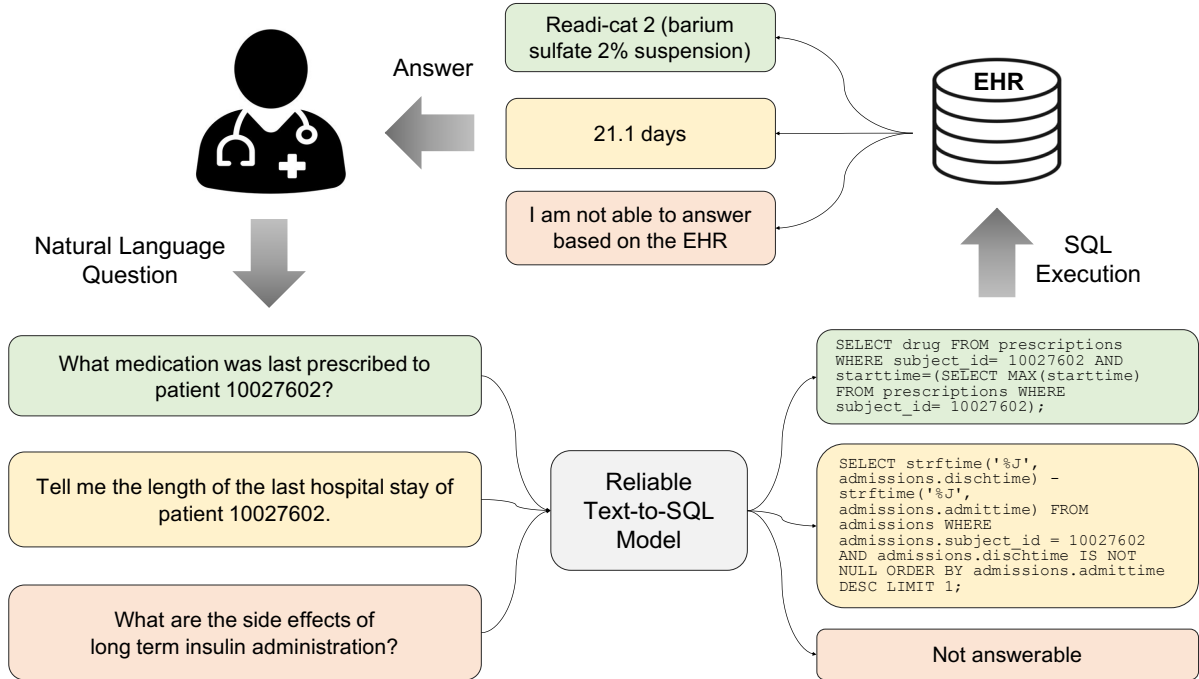 Readi-cat 2 (barium
sulfate 2% suspension)
Answer
EHR
21.1 days
I am not able to answer
based on the EHR
Natural Language
Question
SQL
Execution
What medication was last prescribed to
patient 10027602?
SELECT drug FROM prescriptions
WHERE subject_id= 10027602 AND
starttime=(SELECT MAX(starttime)
FROM prescriptions WHERE
subject_id= 10027602);
Tell me the length of the last hospital stay of
patient 10027602.
Reliable
Text-to-SQL
Model
SELECT strftime('%J',
admissions.dischtime) -
strftime('%J',
admissions.admittime) FROM
admissions WHERE
admissions.subject_id = 10027602
AND admissions.dischtime IS NOT
NULL ORDER BY admissions.admittime
DESC LIMIT 1;
What are the side effects of
long term insulin administration?
Not answerable